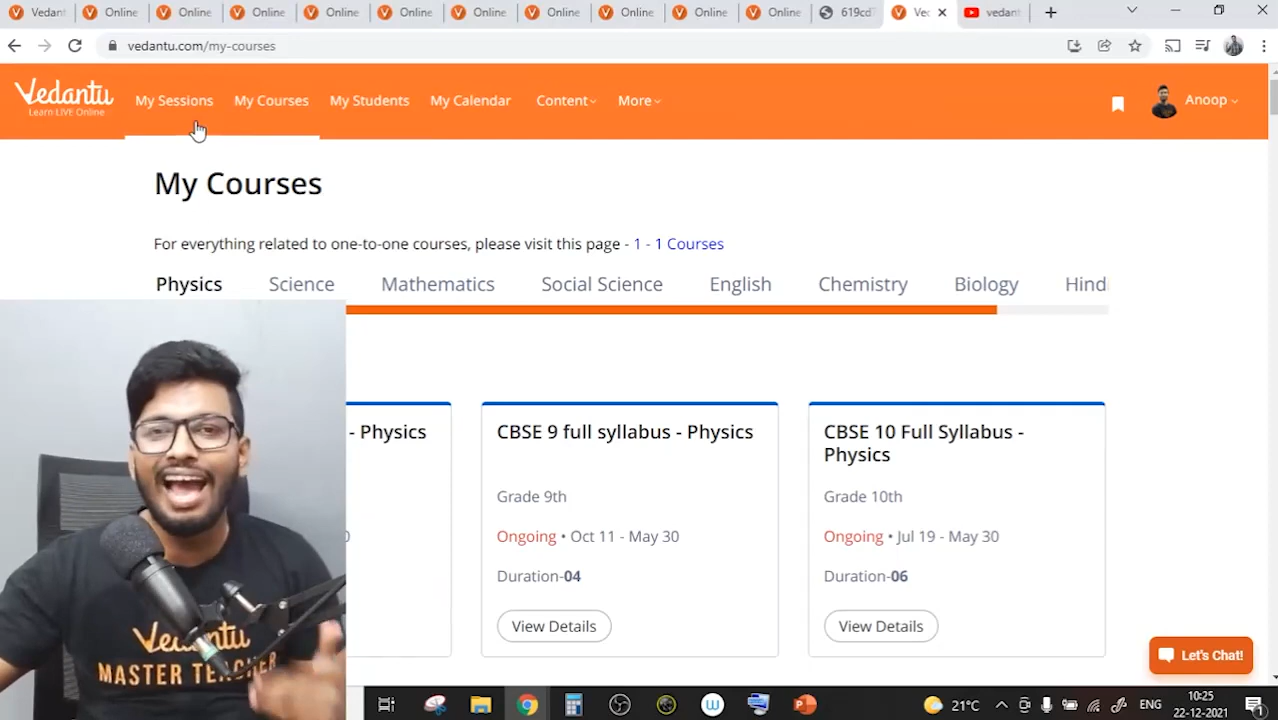 Vedant Online Online Online Online Online Online Online Online Online Online 619cd Ved vedant
vedantu.com/my-courses
Vedantu
Learn LIVE Online
My Sessions My Courses My Students My Calendar Content More
Anoop
My Courses
For everything related to one-to-one courses, please visit this page - 1 - 1 Courses
Physics Science Mathematics Social Science English Chemistry Biology Hindi
- Physics
CBSE 9 full syllabus - Physics
Grade 9th
Ongoing • Oct 11 - May 30
Duration-04
View Details
CBSE 10 Full Syllabus -
Physics
Grade 10th
Ongoing • Jul 19 - May 30
Duration-06
View Details
Vedantu
MASTER TEACHER
Let's Chat!
21°C
ENG
10:25
22-12-2021
1